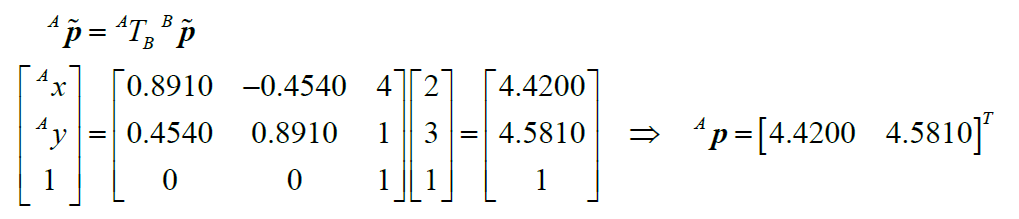 ᴬp̃ = ᴬT_B ᴮp̃
[ᴬx; ᴬy; 1] = [0.8910 −0.4540 4; 0.4540 0.8910 1; 0 0 1][2; 3; 1] = [4.4200; 4.5810; 1] ⇒ ᴬp = [4.4200 4.5810]ᵀ